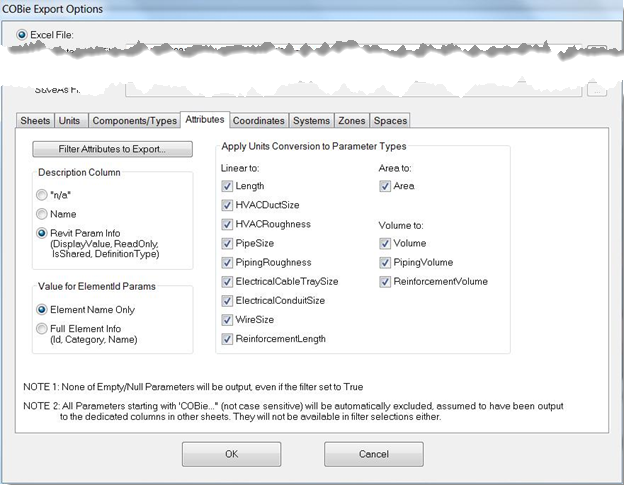 COBie Export Options
Excel File:
Sheets Units Components/Types Attributes Coordinates Systems Zones Spaces
Filter Attributes to Export...
Description Column
"n/a"
Name
Revit Param Info
(DisplayValue, ReadOnly,
IsShared, DefinitionType)
Value for ElementId Params
Element Name Only
Full Element Info
(Id, Category, Name)
Apply Units Conversion to Parameter Types
Linear to:
Length
HVACDuctSize
HVACRoughness
PipeSize
PipingRoughness
ElectricalCableTraySize
ElectricalConduitSize
WireSize
ReinforcementLength
Area to:
Area
Volume to:
Volume
PipingVolume
ReinforcementVolume
NOTE 1: None of Empty/Null Parameters will be output, even if the filter set to True
NOTE 2: All Parameters starting with 'COBie..." (not case sensitive) will be automatically excluded, assumed to have been output
to the dedicated columns in other sheets. They will not be available in filter selections either.
OK
Cancel